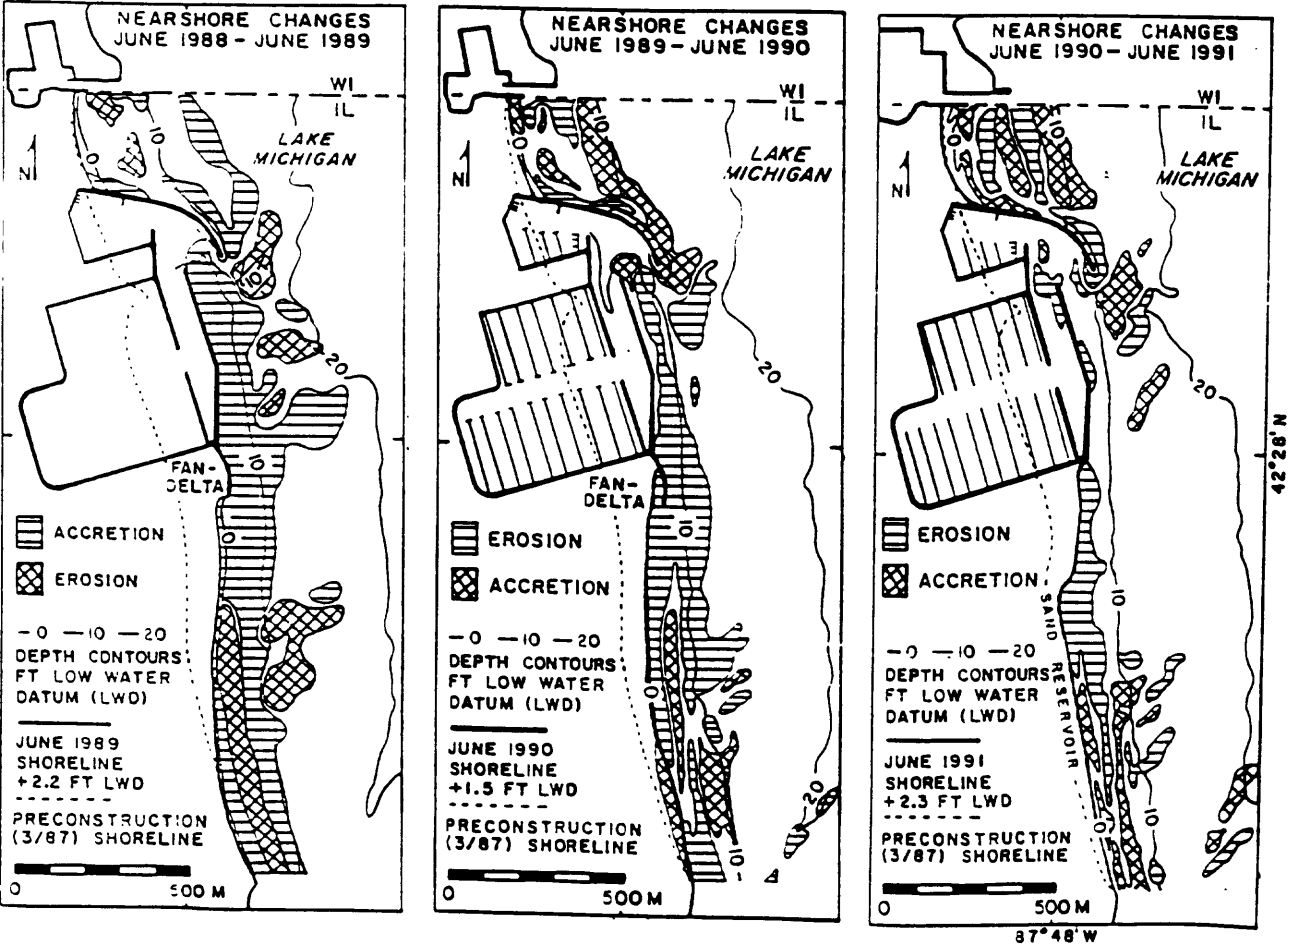 NEARSHORE CHANGES
JUNE 1988 – JUNE 1989
WI
IL
LAKE
MICHIGAN
N
0
10
10
20
10
0
FAN-
DELTA
ACCRETION
EROSION
—0 —10 —20
DEPTH CONTOURS
FT LOW WATER
DATUM (LWD)
JUNE 1989
SHORELINE
+2.2 FT LWD
PRECONSTRUCTION
(3/87) SHORELINE
0 500 M
NEARSHORE CHANGES
JUNE 1989 – JUNE 1990
WI
IL
LAKE
MICHIGAN
N
0
10
20
10
0
20
10
FAN-
DELTA
EROSION
ACCRETION
—0 —10 —20
DEPTH CONTOURS
FT LOW WATER
DATUM (LWD)
JUNE 1990
SHORELINE
+1.5 FT LWD
PRECONSTRUCTION
(3/87) SHORELINE
0 500 M
NEARSHORE CHANGES
JUNE 1990 – JUNE 1991
WI
IL
LAKE
MICHIGAN
N
0
10
20
10
0
10
SAND RESERVOIR
EROSION
ACCRETION
—0 —10 —20
DEPTH CONTOURS
FT LOW WATER
DATUM (LWD)
JUNE 1991
SHORELINE
+2.3 FT LWD
PRECONSTRUCTION
(3/87) SHORELINE
0 500 M
42°28' N
87°48' W